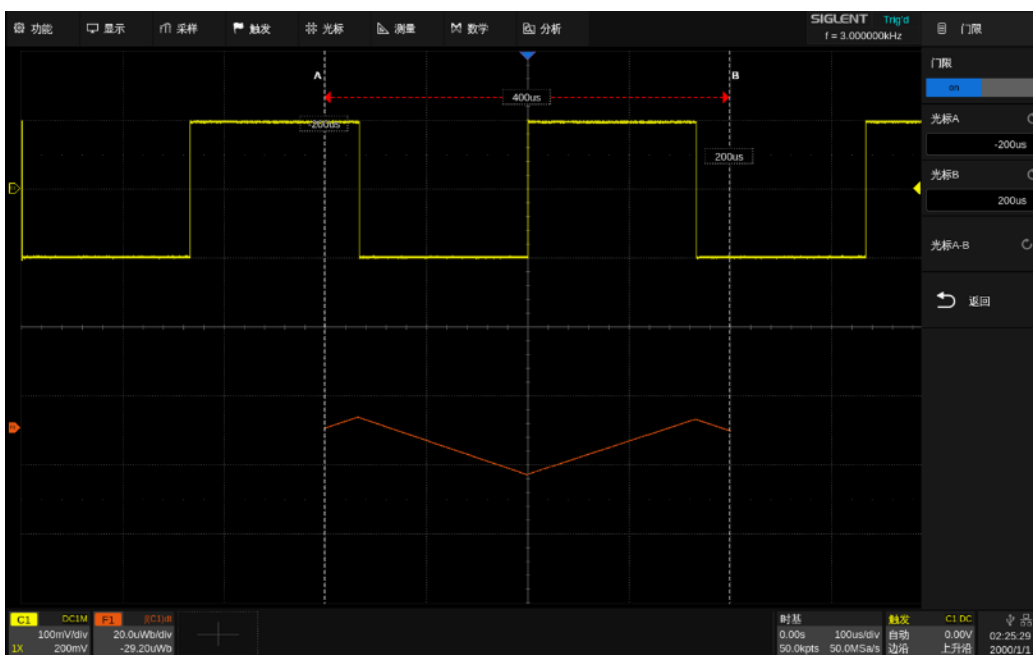 功能 显示 采样 触发 光标 测量 数学 分析
SIGLENT Trig'd
f = 3.000000kHz
门限
门限
on
光标A
-200us
光标B
200us
光标A-B
返回
A
B
400us
-200us
200us
C1 DC1M
100mV/div
1X 200mV
F1 ∫(C1)dt
20.0uWb/div
-29.20uWb
时基
0.00s 100us/div
50.0kpts 50.0MSa/s
触发 C1 DC
自动 0.00V
边沿 上升沿
02:25:29
2000/1/1